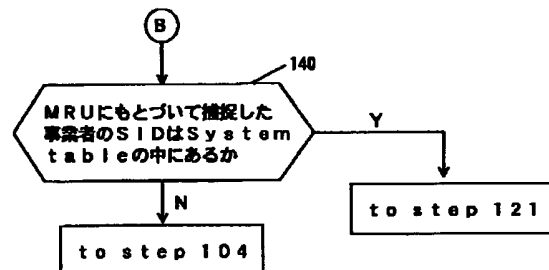 B
140
MRUにもとづいて捕捉した
事業者のSIDはSystem
tableの中にあるか
Y
N
to step 121
to step 104